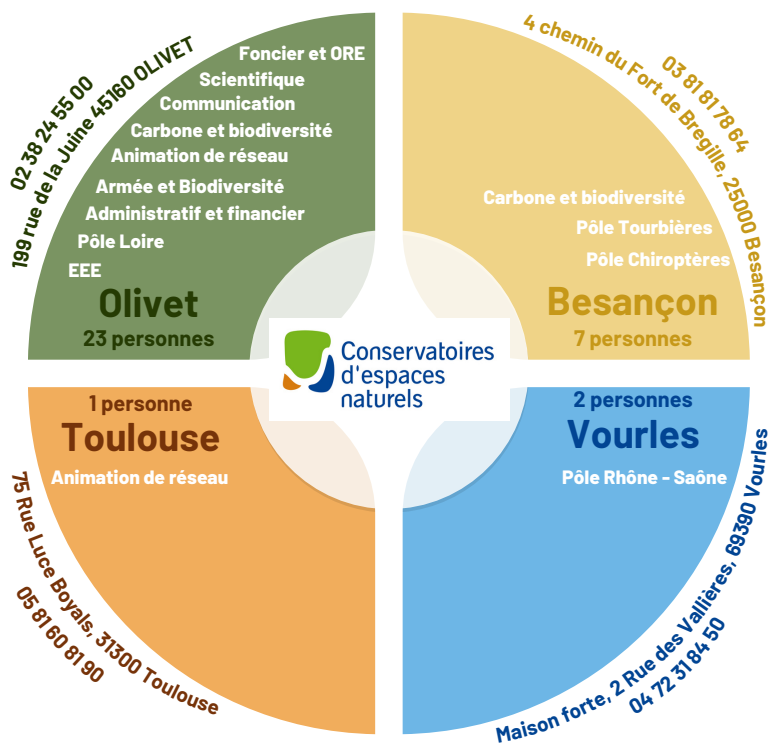 02 38 24 55 00
199 rue de la Juine 45160 OLIVET
Foncier et ORE
Scientifique
Communication
Carbone et biodiversité
Animation de réseau
Armée et Biodiversité
Administratif et financier
Pôle Loire
EEE
Olivet
23 personnes
4 chemin du Fort de Bregille, 25000 Besançon
03 81 81 78 64
Carbone et biodiversité
Pôle Tourbières
Pôle Chiroptères
Besançon
7 personnes
Conservatoires
d'espaces
naturels
1 personne
Toulouse
Animation de réseau
75 Rue Luce Boyals, 31300 Toulouse
05 81 60 81 90
2 personnes
Vourles
Pôle Rhône - Saône
Maison forte, 2 Rue des Vallières, 69390 Vourles
04 72 31 84 50